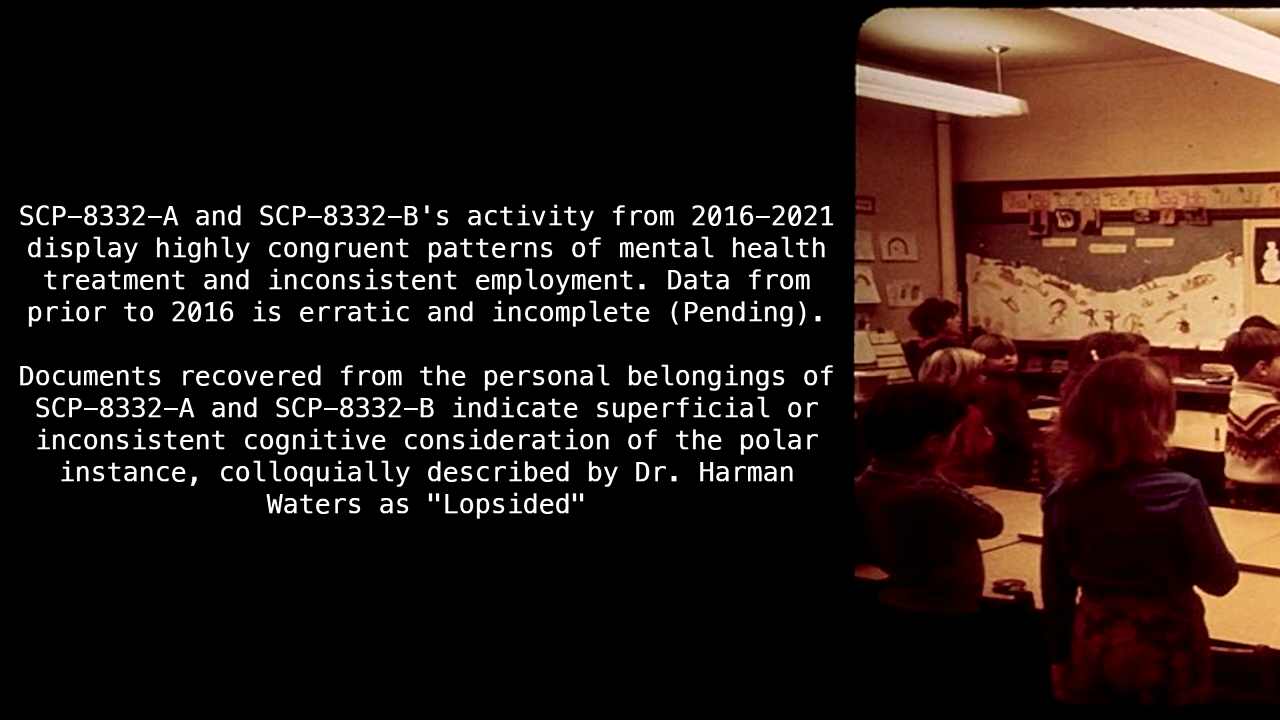 SCP-8332-A and SCP-8332-B's activity from 2016-2021
display highly congruent patterns of mental health
treatment and inconsistent employment. Data from
prior to 2016 is erratic and incomplete (Pending).
Documents recovered from the personal belongings of
SCP-8332-A and SCP-8332-B indicate superficial or
inconsistent cognitive consideration of the polar
instance, colloquially described by Dr. Harman
Waters as "Lopsided"